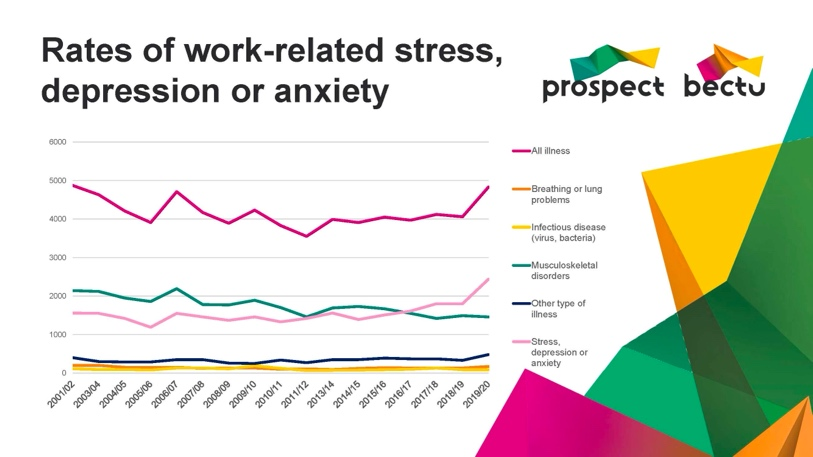 Rates of work-related stress,
depression or anxiety
prospect
bectu
6000
5000
4000
3000
2000
1000
0
2001/02
2003/04
2004/05
2005/06
2006/07
2007/08
2008/09
2009/10
2010/11
2011/12
2013/14
2014/15
2015/16
2016/17
2017/18
2018/19
2019/20
All illness
Breathing or lung
problems
Infectious disease
(virus, bacteria)
Musculoskeletal
disorders
Other type of
illness
Stress,
depression or
anxiety